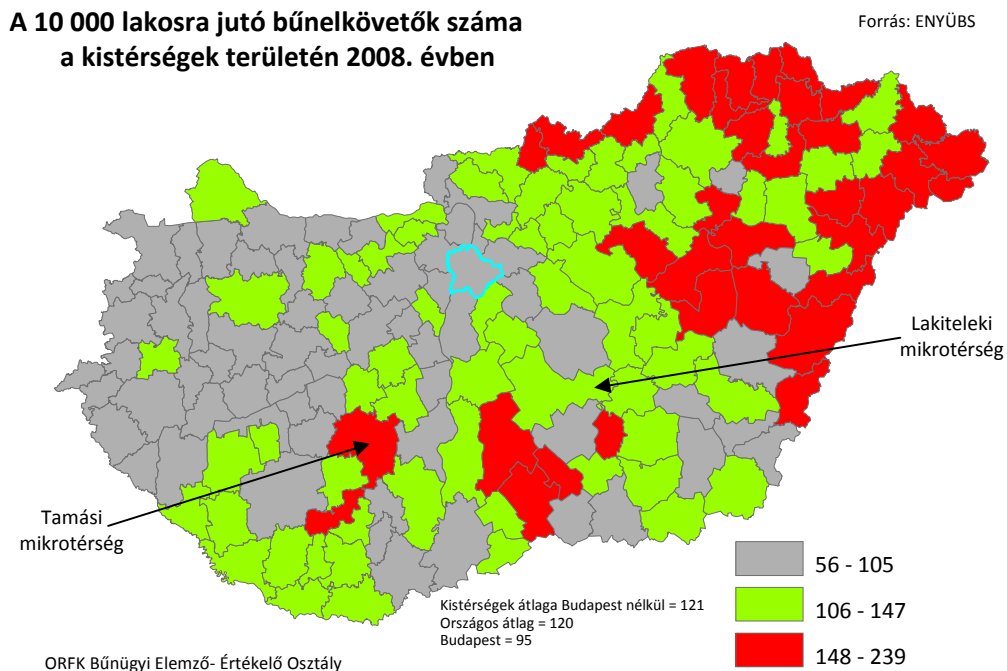 A 10 000 lakosra jutó bűnelkövetők száma
a kistérségek területén 2008. évben
Forrás: ENYÜBS
Lakiteleki
mikrotérség
Tamási
mikrotérség
56 - 105
106 - 147
148 - 239
Kistérségek átlaga Budapest nélkül = 121
Országos átlag = 120
Budapest = 95
ORFK Bűnügyi Elemző- Értékelő Osztály